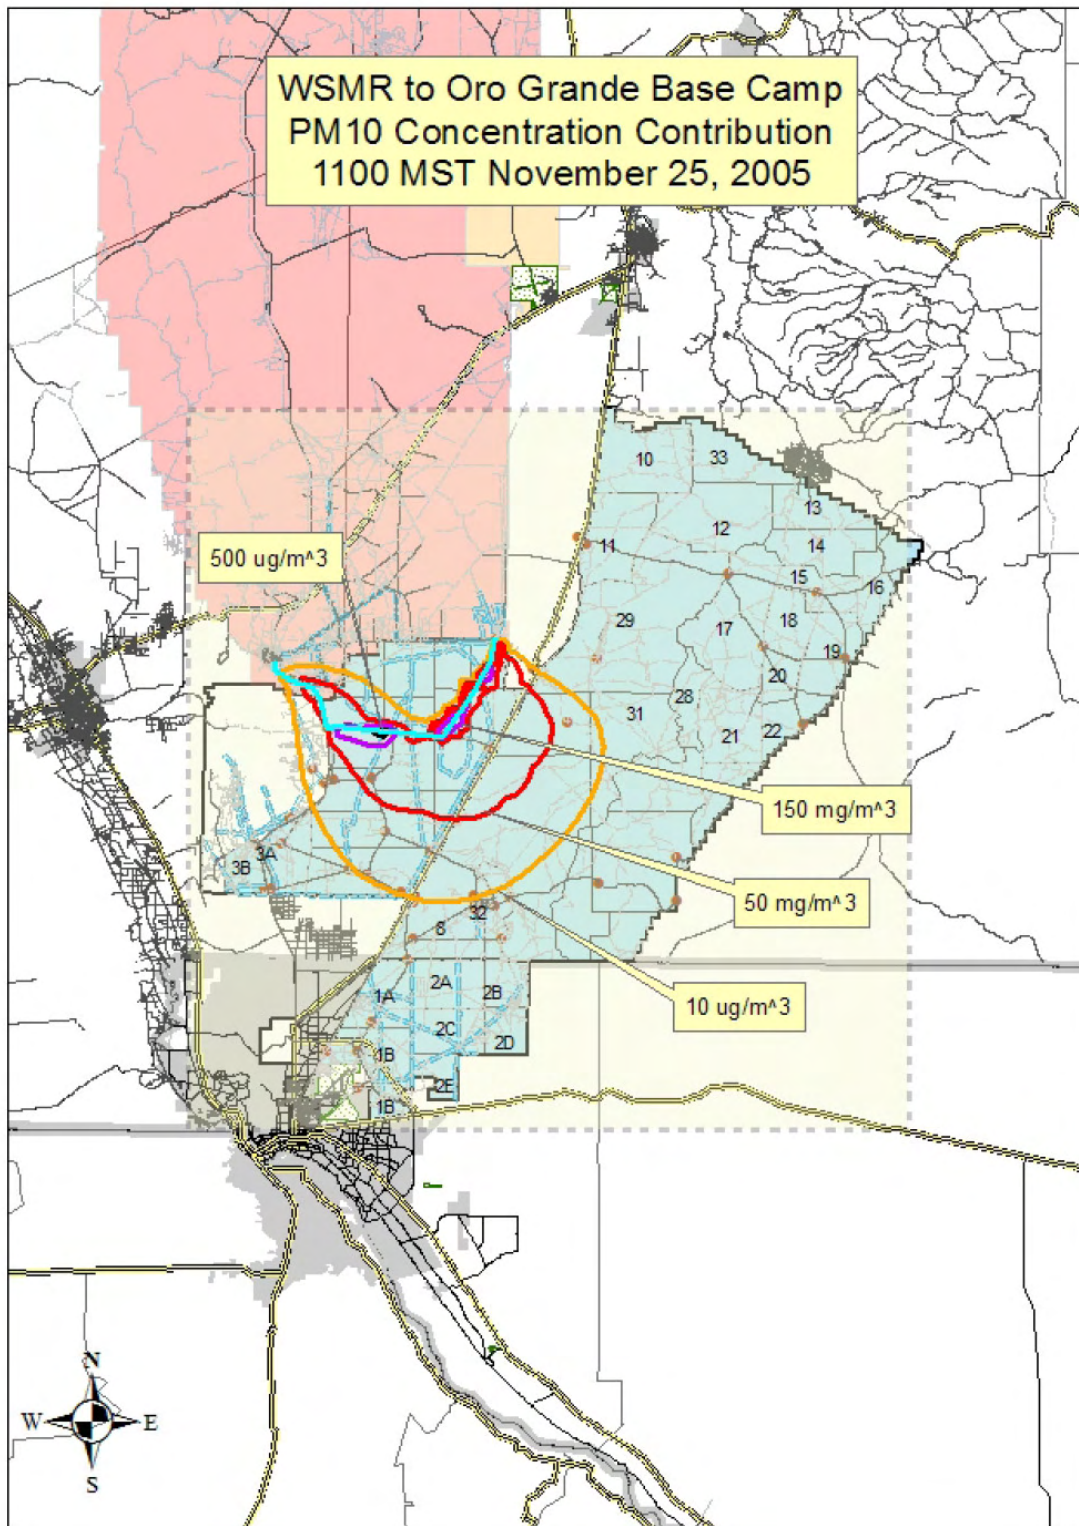 WSMR to Oro Grande Base Camp
PM10 Concentration Contribution
1100 MST November 25, 2005
10
33
13
12
14
11
500 ug/m^3
15
16
29
18
17
19
20
28
31
22
21
150 mg/m^3
3A
3B
50 mg/m^3
32
8
2A
2B
1A
10 ug/m^3
2C
2D
1B
2E
1B
N
W
E
S